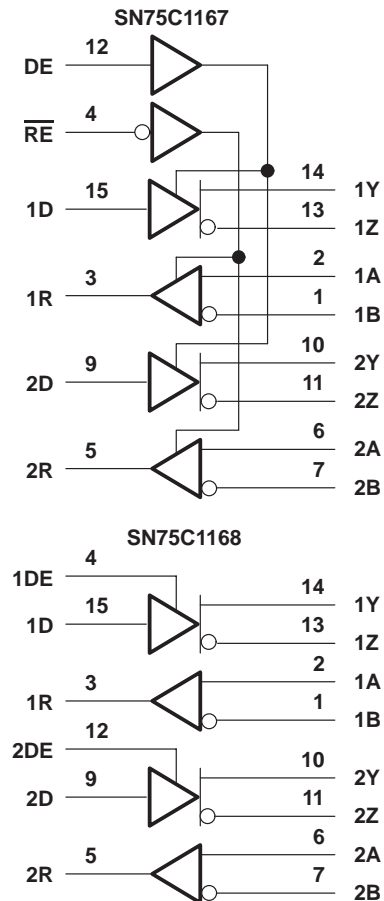 SN75C1167
DE 12
RE 4
1D 15 14 1Y
13 1Z
1R 3 2 1A
1 1B
2D 9 10 2Y
11 2Z
2R 5 6 2A
7 2B
SN75C1168
1DE 4
1D 15 14 1Y
13 1Z
1R 3 2 1A
1 1B
2DE 12
2D 9 10 2Y
11 2Z
2R 5 6 2A
7 2B